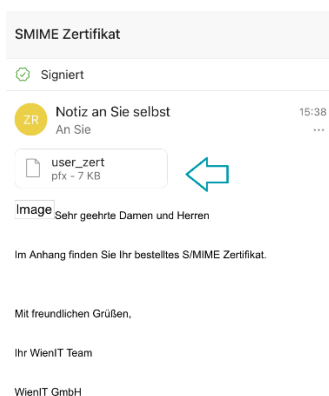 SMIME Zertifikat
Signiert
ZR
Notiz an Sie selbst
15:38
An Sie
...
user_zert
pfx - 7 KB
Image Sehr geehrte Damen und Herren
Im Anhang finden Sie Ihr bestelltes S/MIME Zertifikat.
Mit freundlichen Grüßen,
Ihr WienIT Team
WienIT GmbH